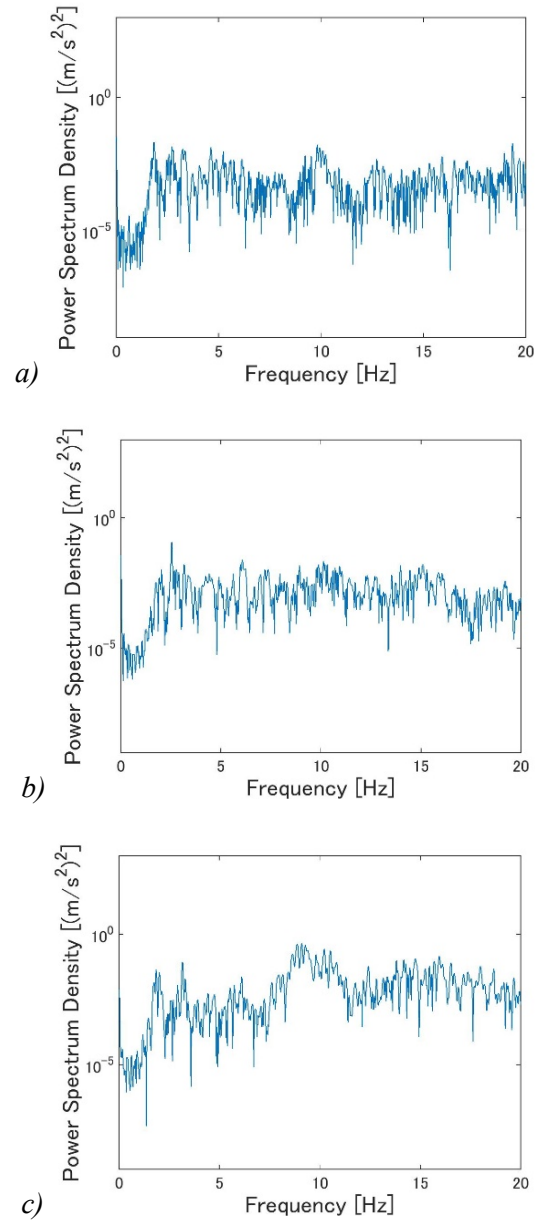 Power Spectrum Density [(m/s²)²]
10⁰
10⁻⁵
0 5 10 15 20
Frequency [Hz]
a)
Power Spectrum Density [(m/s²)²]
10⁰
10⁻⁵
0 5 10 15 20
Frequency [Hz]
b)
Power Spectrum Density [(m/s²)²]
10⁰
10⁻⁵
0 5 10 15 20
Frequency [Hz]
c)